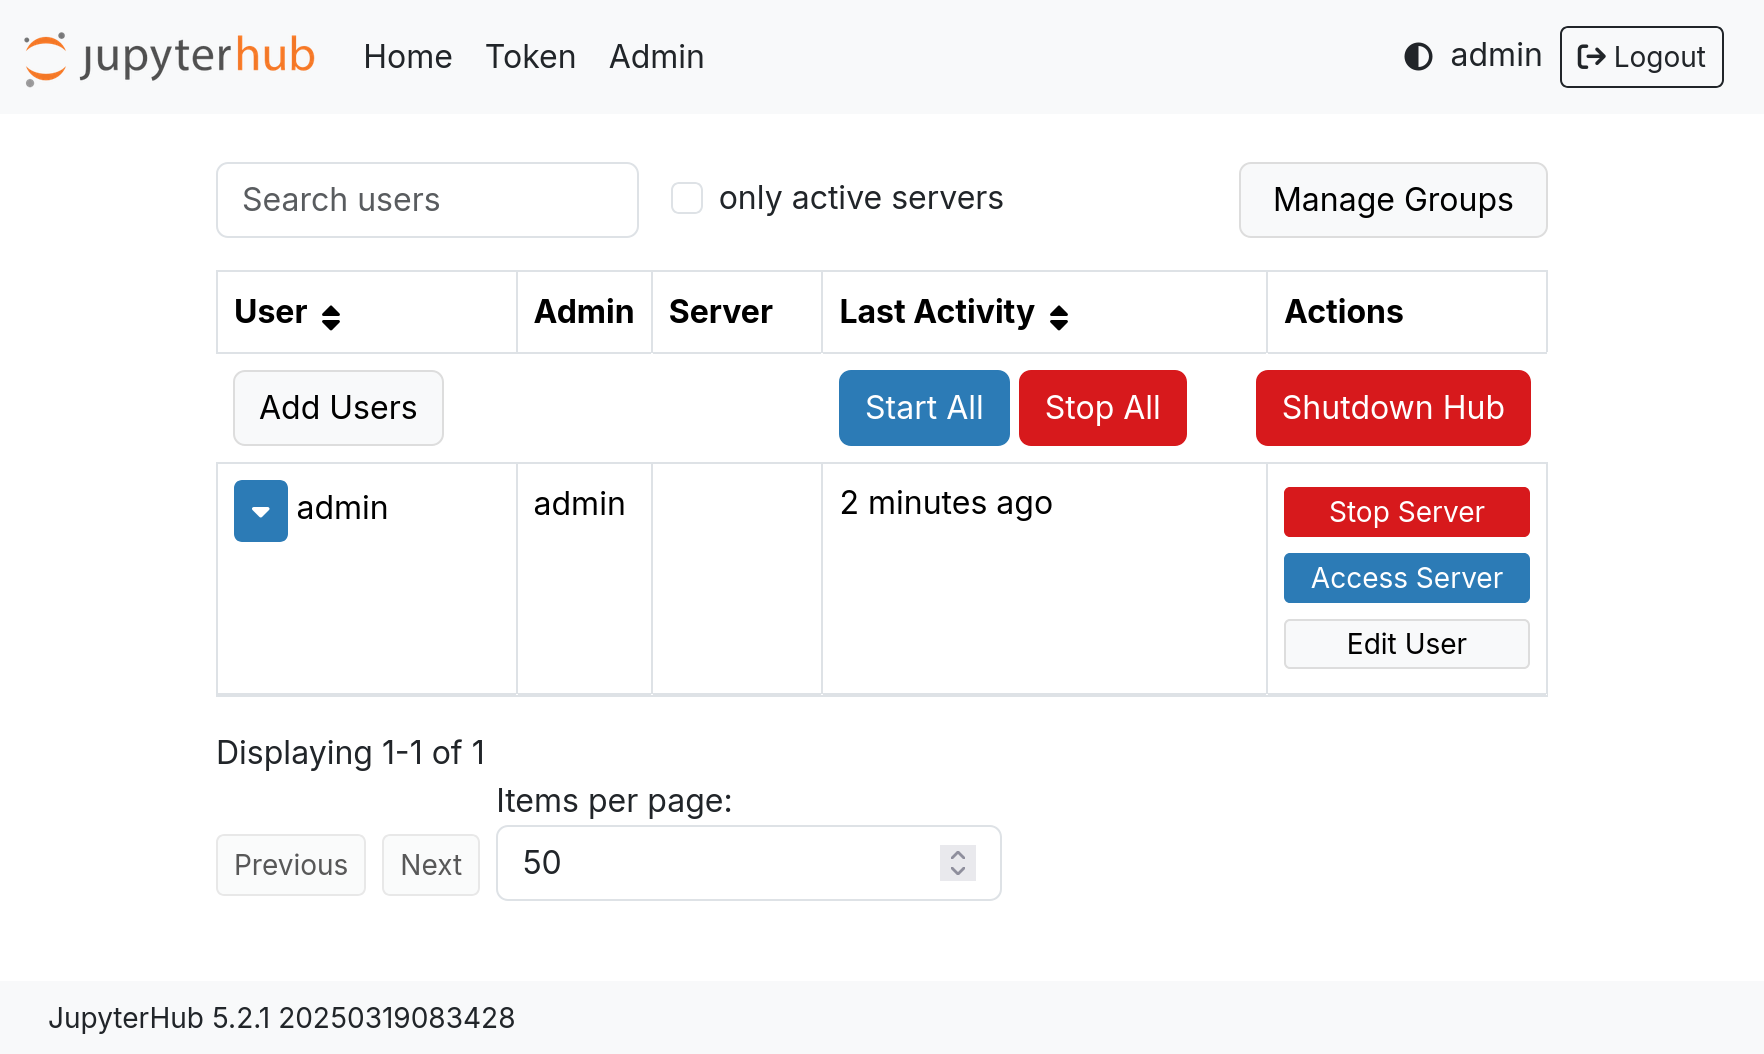 jupyterhub Home Token Admin admin Logout
Search users only active servers Manage Groups
User Admin Server Last Activity Actions
Add Users Start All Stop All Shutdown Hub
admin admin 2 minutes ago Stop Server
Access Server
Edit User
Displaying 1-1 of 1
Items per page:
Previous Next 50
JupyterHub 5.2.1 20250319083428